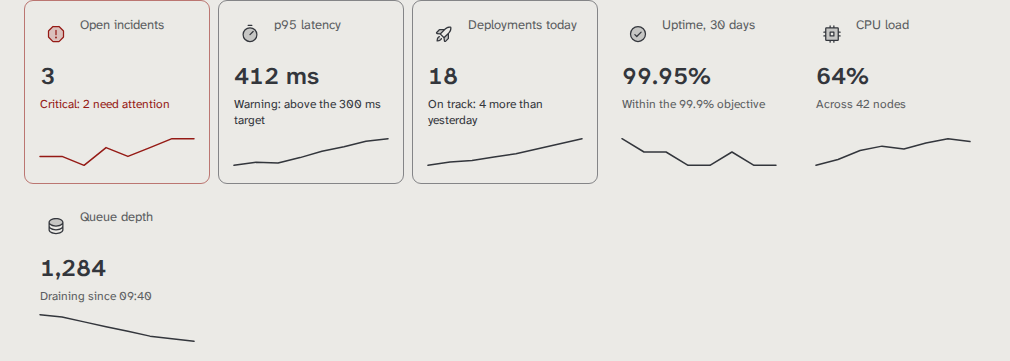 Open incidents
3
Critical: 2 need attention
p95 latency
412 ms
Warning: above the 300 ms
target
Deployments today
18
On track: 4 more than
yesterday
Uptime, 30 days
99.95%
Within the 99.9% objective
CPU load
64%
Across 42 nodes
Queue depth
1,284
Draining since 09:40